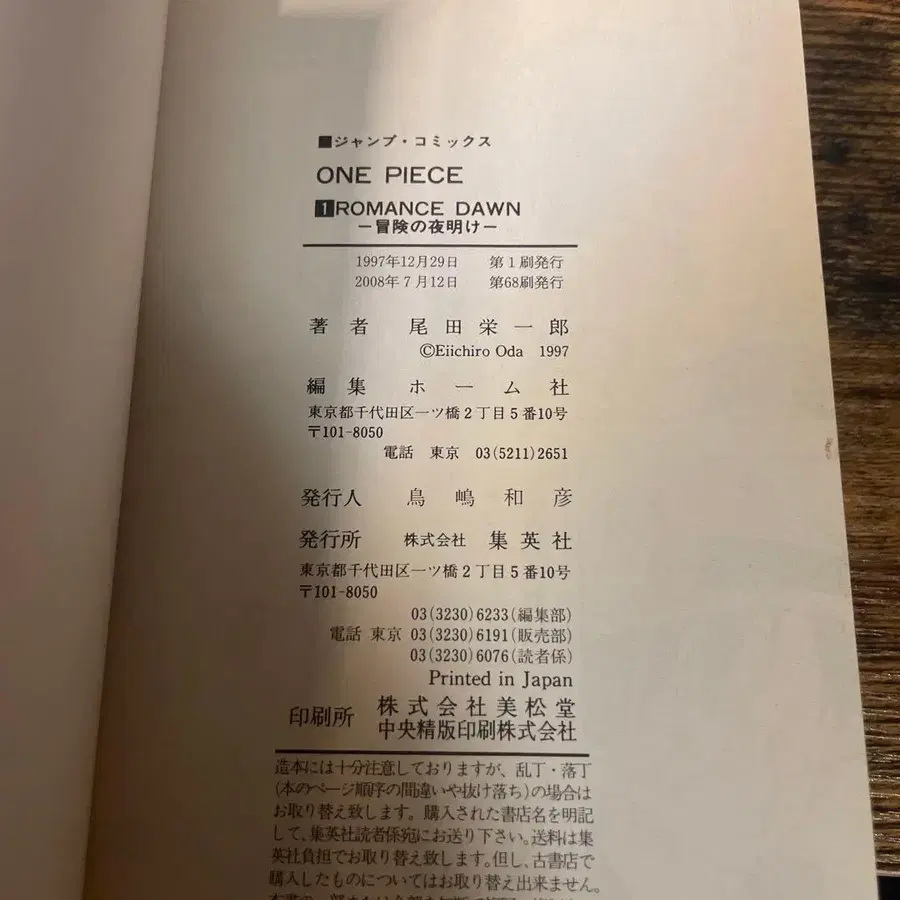 ■ジャンプ・コミックス
ONE PIECE
1 ROMANCE DAWN
―冒険の夜明け―
1997年12月29日 第1刷発行
2008年7月12日 第68刷発行
著者 尾田栄一郎
©Eiichiro Oda 1997
編集 ホーム社
東京都千代田区一ツ橋2丁目5番10号
〒101-8050
電話 東京 03(5211)2651
発行人 鳥嶋和彦
発行所 株式会社 集英社
東京都千代田区一ツ橋2丁目5番10号
〒101-8050
03(3230)6233(編集部)
電話 東京 03(3230)6191(販売部)
03(3230)6076(読者係)
Printed in Japan
印刷所 株式会社美松堂
中央精版印刷株式会社
造本には十分注意しておりますが、乱丁・落丁
(本のページ順序の間違いや抜け落ち)の場合は
お取り替え致します。購入された書店名を明記
して、集英社読者係宛にお送り下さい。送料は集
英社負担でお取り替え致します。但し、古書店で
購入したものについてはお取り替え出来ません。